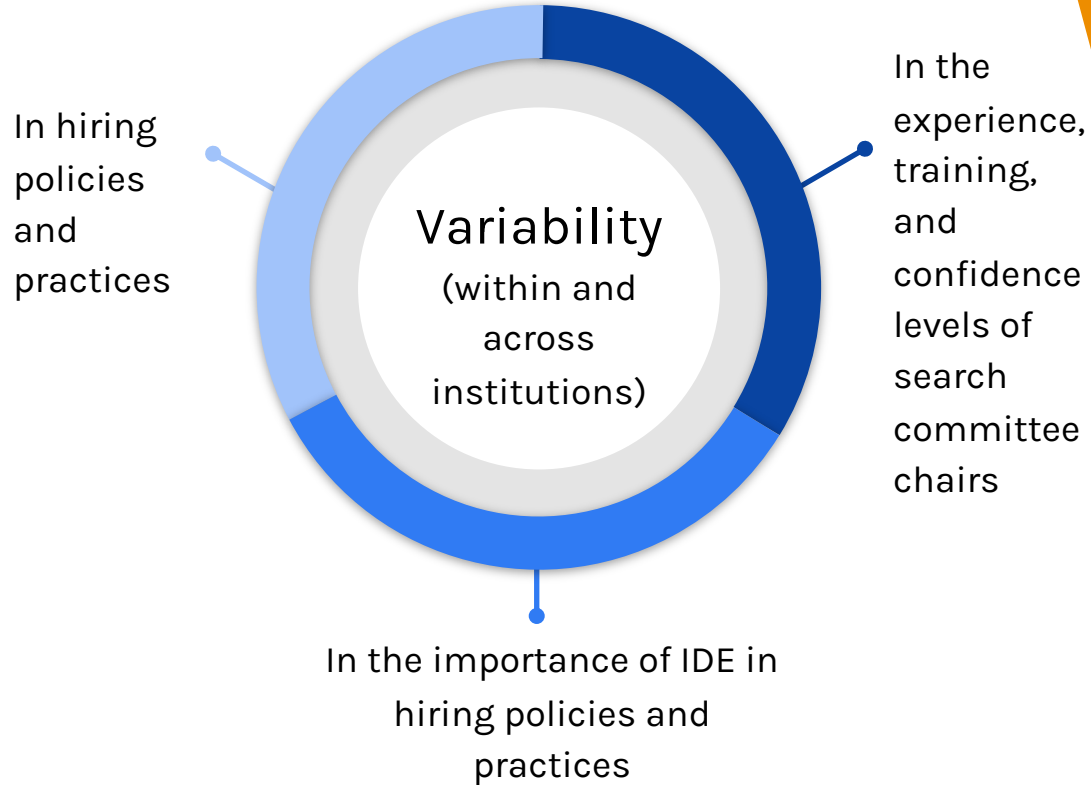 In hiring
policies
and
practices
Variability
(within and
across
institutions)
In the
experience,
training,
and
confidence
levels of
search
committee
chairs
In the importance of IDE in
hiring policies and
practices